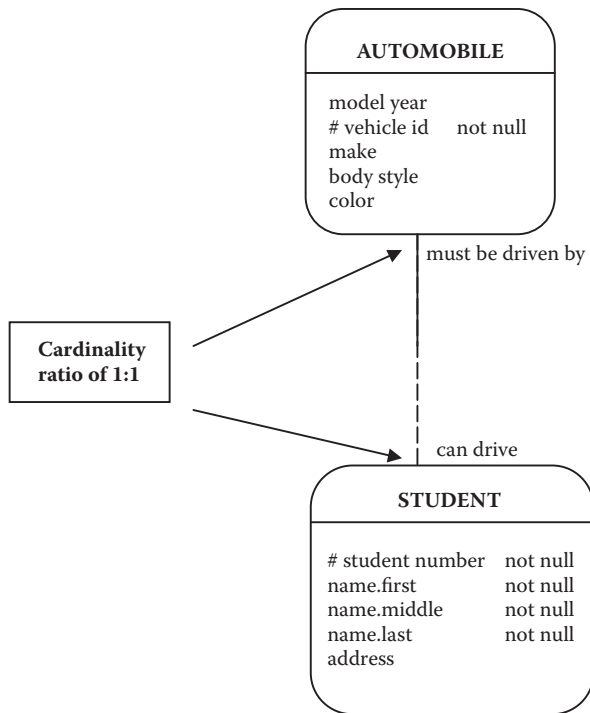 AUTOMOBILE
model year
# vehicle id not null
make
body style
color
must be driven by
Cardinality
ratio of 1:1
can drive
STUDENT
# student number not null
name.first not null
name.middle not null
name.last not null
address